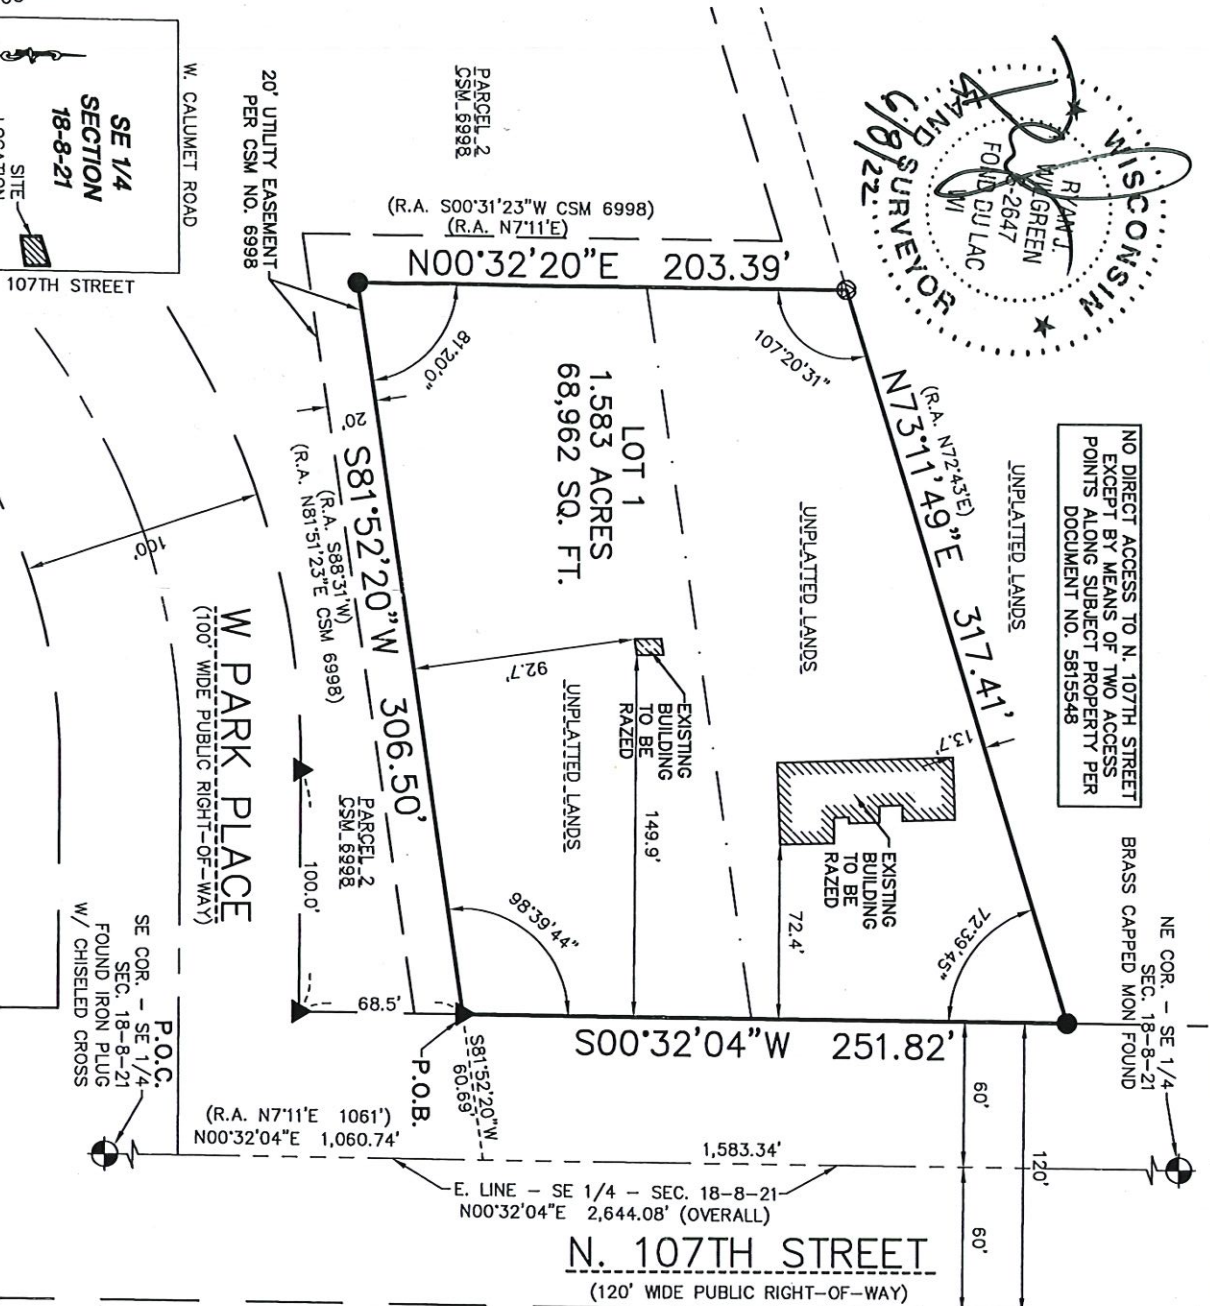 W. CALUMET ROAD
SE 1/4
SECTION
18-8-21
SITE
107TH STREET
20' UTILITY EASEMENT
PER CSM NO. 6998
PARCEL 2
CSM 6998
WISCONSIN
LAND SURVEYOR
RYAN J.
WILGREEN
S-2647
FOND DU LAC
WI
6/8/22
(R.A. S00°31'23"W CSM 6998)
(R.A. N7°11'E)
N00°32'20"E 203.39'
81°20'0"
107°20'31"
NO DIRECT ACCESS TO N. 107TH STREET
EXCEPT BY MEANS OF TWO ACCESS
POINTS ALONG SUBJECT PROPERTY PER
DOCUMENT NO. 5815548
UNPLATTED LANDS
(R.A. N72°43'E)
N73°11'49"E 317.41'
UNPLATTED LANDS
LOT 1
1.583 ACRES
68,962 SQ. FT.
20'
S81°52'20"W 306.50'
(R.A. S88°31'W)
(R.A. N81°51'23"E CSM 6998)
100'
W PARK PLACE
(100' WIDE PUBLIC RIGHT-OF-WAY)
92.7'
EXISTING
BUILDING
TO BE
RAZED
UNPLATTED LANDS
149.9'
13.7'
EXISTING
BUILDING
TO BE
RAZED
72.4'
72°39'45"
98°39'44"
PARCEL 2
CSM 6998
100.0'
68.5'
S00°32'04"W 251.82'
P.O.B.
S81°52'20"W
60.69'
NE COR. - SE 1/4
SEC. 18-8-21
BRASS CAPPED MON FOUND
P.O.C.
SE COR. - SE 1/4
SEC. 18-8-21
FOUND IRON PLUG
W/ CHISELED CROSS
(R.A. N7°11'E 1061')
N00°32'04"E 1,060.74'
1,583.34'
60'
120'
60'
E. LINE - SE 1/4 - SEC. 18-8-21
N00°32'04"E 2,644.08' (OVERALL)
N. 107TH STREET
(120' WIDE PUBLIC RIGHT-OF-WAY)